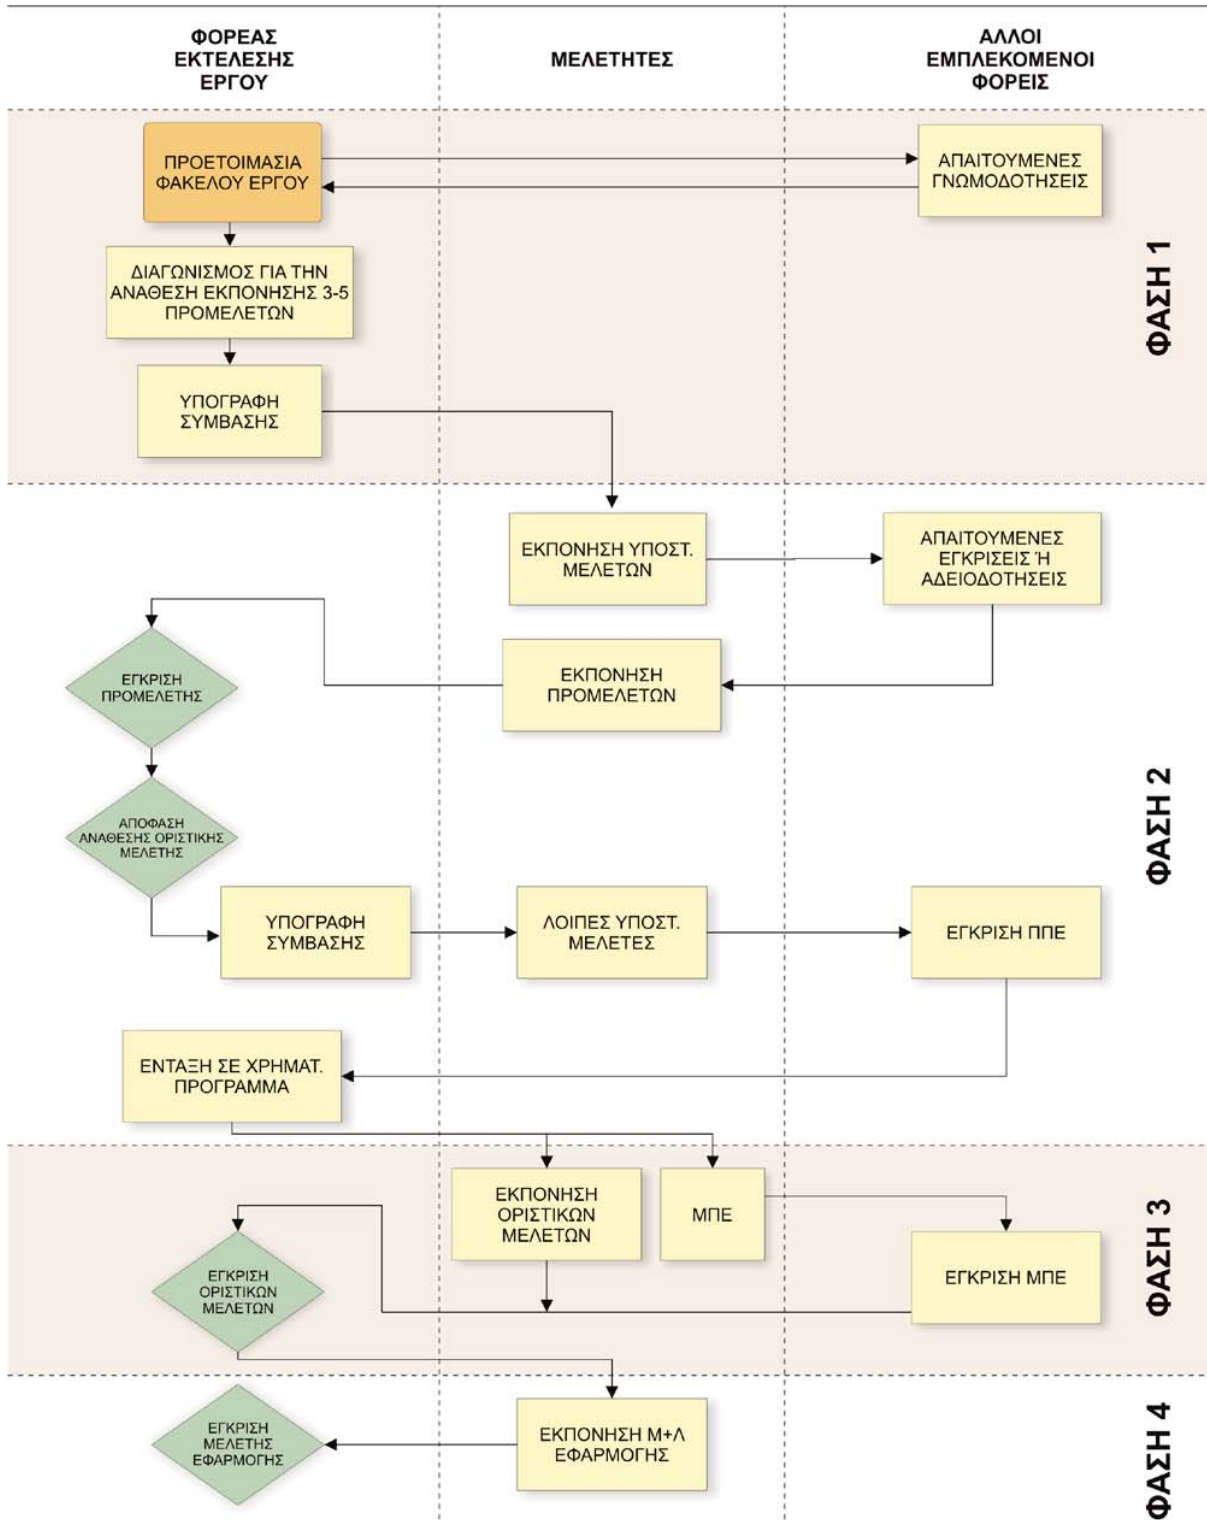 ΦΟΡΕΑΣ
ΕΚΤΕΛΕΣΗΣ
ΕΡΓΟΥ
ΜΕΛΕΤΗΤΕΣ
ΑΛΛΟΙ
ΕΜΠΛΕΚΟΜΕΝΟΙ
ΦΟΡΕΙΣ
ΠΡΟΕΤΟΙΜΑΣΙΑ
ΦΑΚΕΛΟΥ ΕΡΓΟΥ
ΑΠΑΙΤΟΥΜΕΝΕΣ
ΓΝΩΜΟΔΟΤΗΣΕΙΣ
ΔΙΑΓΩΝΙΣΜΟΣ ΓΙΑ ΤΗΝ
ΑΝΑΘΕΣΗ ΕΚΠΟΝΗΣΗΣ 3-5
ΠΡΟΜΕΛΕΤΩΝ
ΥΠΟΓΡΑΦΗ
ΣΥΜΒΑΣΗΣ
ΦΑΣΗ 1
ΕΚΠΟΝΗΣΗ ΥΠΟΣΤ.
ΜΕΛΕΤΩΝ
ΑΠΑΙΤΟΥΜΕΝΕΣ
ΕΓΚΡΙΣΕΙΣ Ή
ΑΔΕΙΟΔΟΤΗΣΕΙΣ
ΕΚΠΟΝΗΣΗ
ΠΡΟΜΕΛΕΤΩΝ
ΕΓΚΡΙΣΗ
ΠΡΟΜΕΛΕΤΗΣ
ΑΠΟΦΑΣΗ
ΑΝΑΘΕΣΗΣ ΟΡΙΣΤΙΚΗΣ
ΜΕΛΕΤΗΣ
ΥΠΟΓΡΑΦΗ
ΣΥΜΒΑΣΗΣ
ΛΟΙΠΕΣ ΥΠΟΣΤ.
ΜΕΛΕΤΕΣ
ΕΓΚΡΙΣΗ ΠΠΕ
ΕΝΤΑΞΗ ΣΕ ΧΡΗΜΑΤ.
ΠΡΟΓΡΑΜΜΑ
ΦΑΣΗ 2
ΕΚΠΟΝΗΣΗ
ΟΡΙΣΤΙΚΩΝ
ΜΕΛΕΤΩΝ
ΜΠΕ
ΕΓΚΡΙΣΗ ΜΠΕ
ΕΓΚΡΙΣΗ
ΟΡΙΣΤΙΚΩΝ
ΜΕΛΕΤΩΝ
ΦΑΣΗ 3
ΕΓΚΡΙΣΗ
ΜΕΛΕΤΗΣ
ΕΦΑΡΜΟΓΗΣ
ΕΚΠΟΝΗΣΗ Μ+Λ
ΕΦΑΡΜΟΓΗΣ
ΦΑΣΗ 4